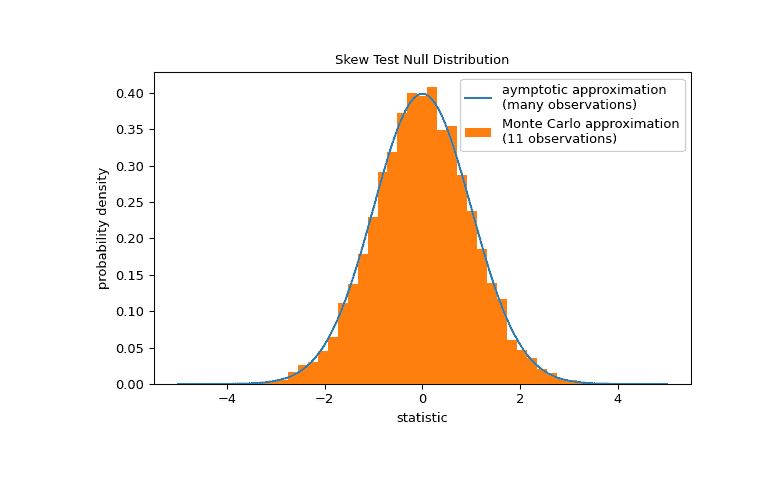 Skew Test Null Distribution
aymptotic approximation
(many observations)
Monte Carlo approximation
(11 observations)
probability density
0.40
0.35
0.30
0.25
0.20
0.15
0.10
0.05
0.00
−4 −2 0 2 4
statistic